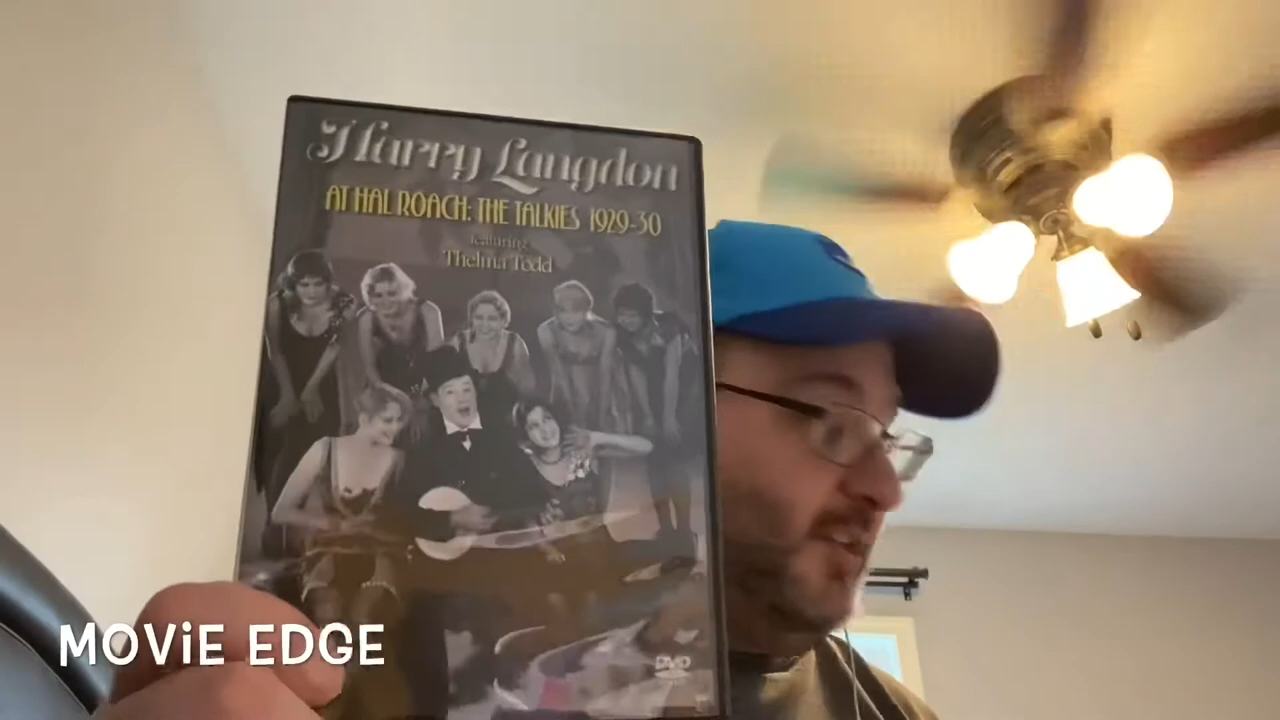 Harry Langdon
AT HAL ROACH: THE TALKIES 1929-30
featuring
Thelma Todd
DVD
MOViE EDGE